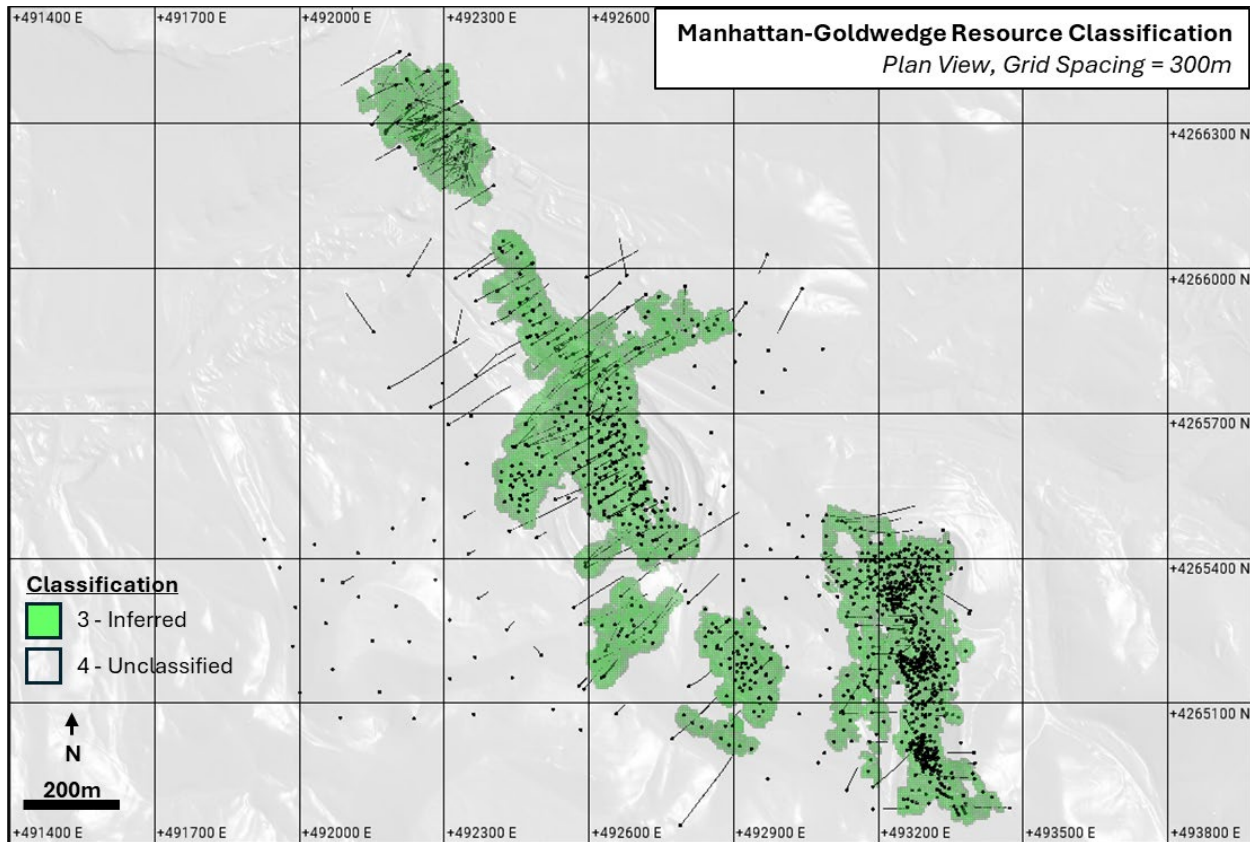 +491400 E +491700 E +492000 E +492300 E +492600
Manhattan-Goldwedge Resource Classification
Plan View, Grid Spacing = 300m
+4266300 N
+4266000 N
+4265700 N
+4265400 N
Classification
3 - Inferred
4 - Unclassified
+4265100 N
N
200m
+491400 E +491700 E +492000 E +492300 E +492600 E +492900 E +493200 E +493500 E +493800 E